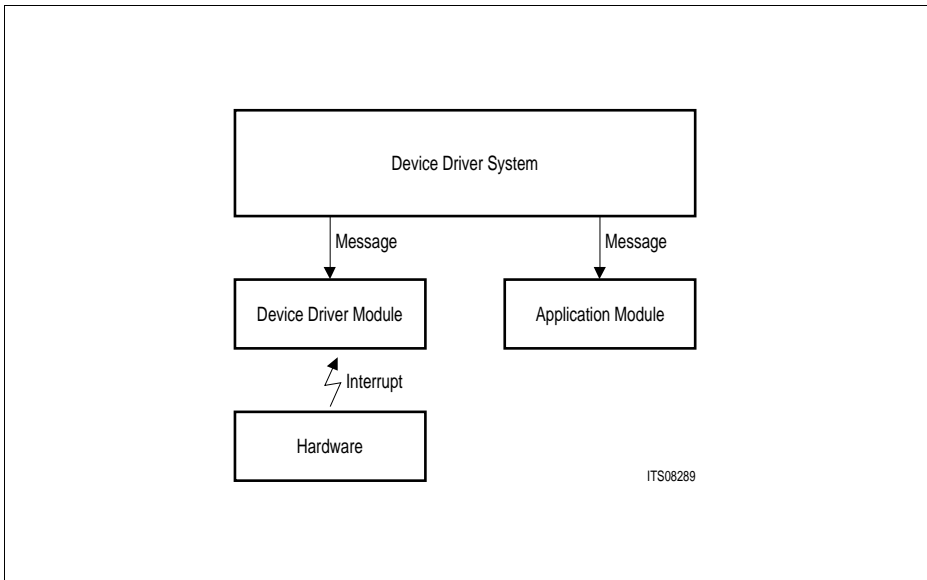 Device Driver System
Message
Message
Device Driver Module
Application Module
Interrupt
Hardware
ITS08289